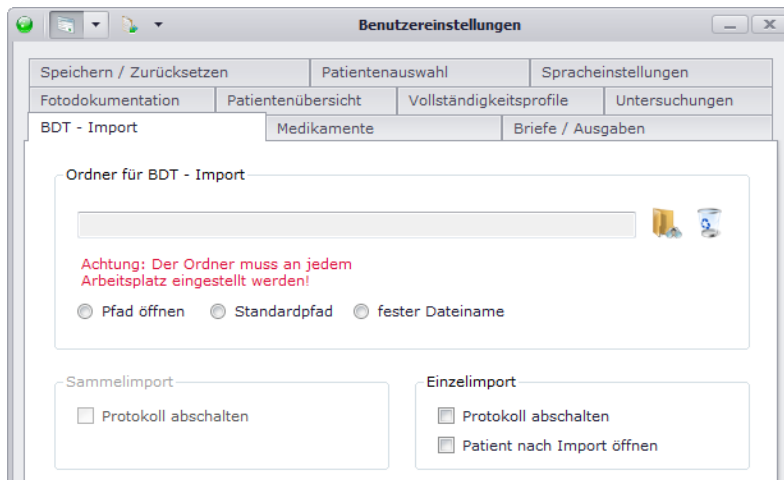 Benutzereinstellungen
Speichern / Zurücksetzen Patientenauswahl Spracheinstellungen
Fotodokumentation Patientenübersicht Vollständigkeitsprofile Untersuchungen
BDT - Import Medikamente Briefe / Ausgaben
Ordner für BDT - Import
Achtung: Der Ordner muss an jedem
Arbeitsplatz eingestellt werden!
Pfad öffnen Standardpfad fester Dateiname
Sammelimport Einzelimport
Protokoll abschalten Protokoll abschalten
Patient nach Import öffnen